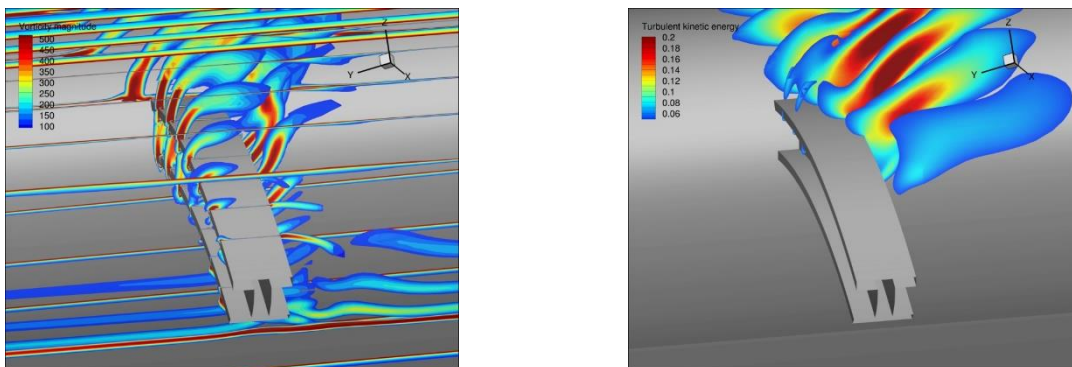 Vorticity magnitude
500
450
400
350
300
250
200
150
100
Z
Y
X
Turbulent kinetic energy
0.2
0.18
0.16
0.14
0.12
0.1
0.08
0.06
Z
Y
X